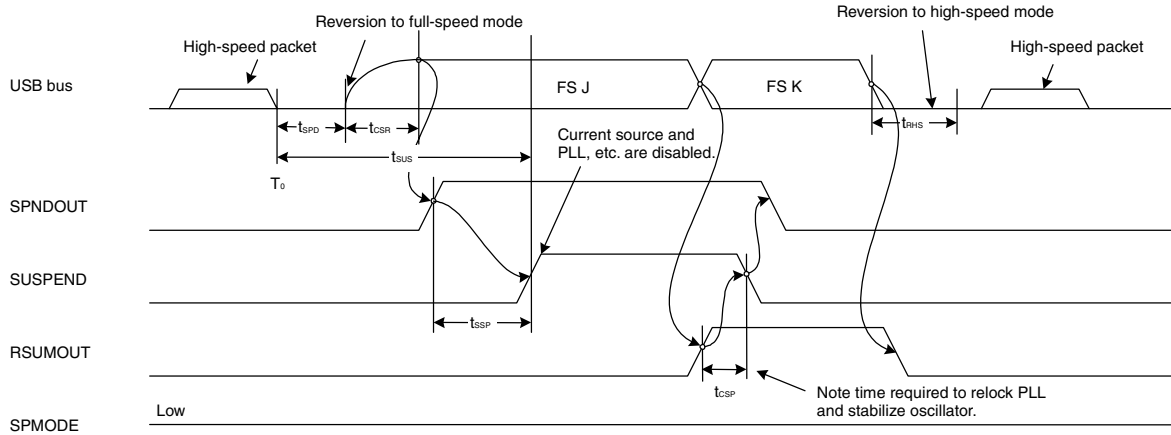 Reversion to full-speed mode
Reversion to high-speed mode
High-speed packet
High-speed packet
USB bus
FS J
FS K
tSPD
tCSR
tRHS
tSUS
Current source and
PLL, etc. are disabled.
T0
SPNDOUT
SUSPEND
tSSP
RSUMOUT
tCSP
Note time required to relock PLL
and stabilize oscillator.
Low
SPMODE